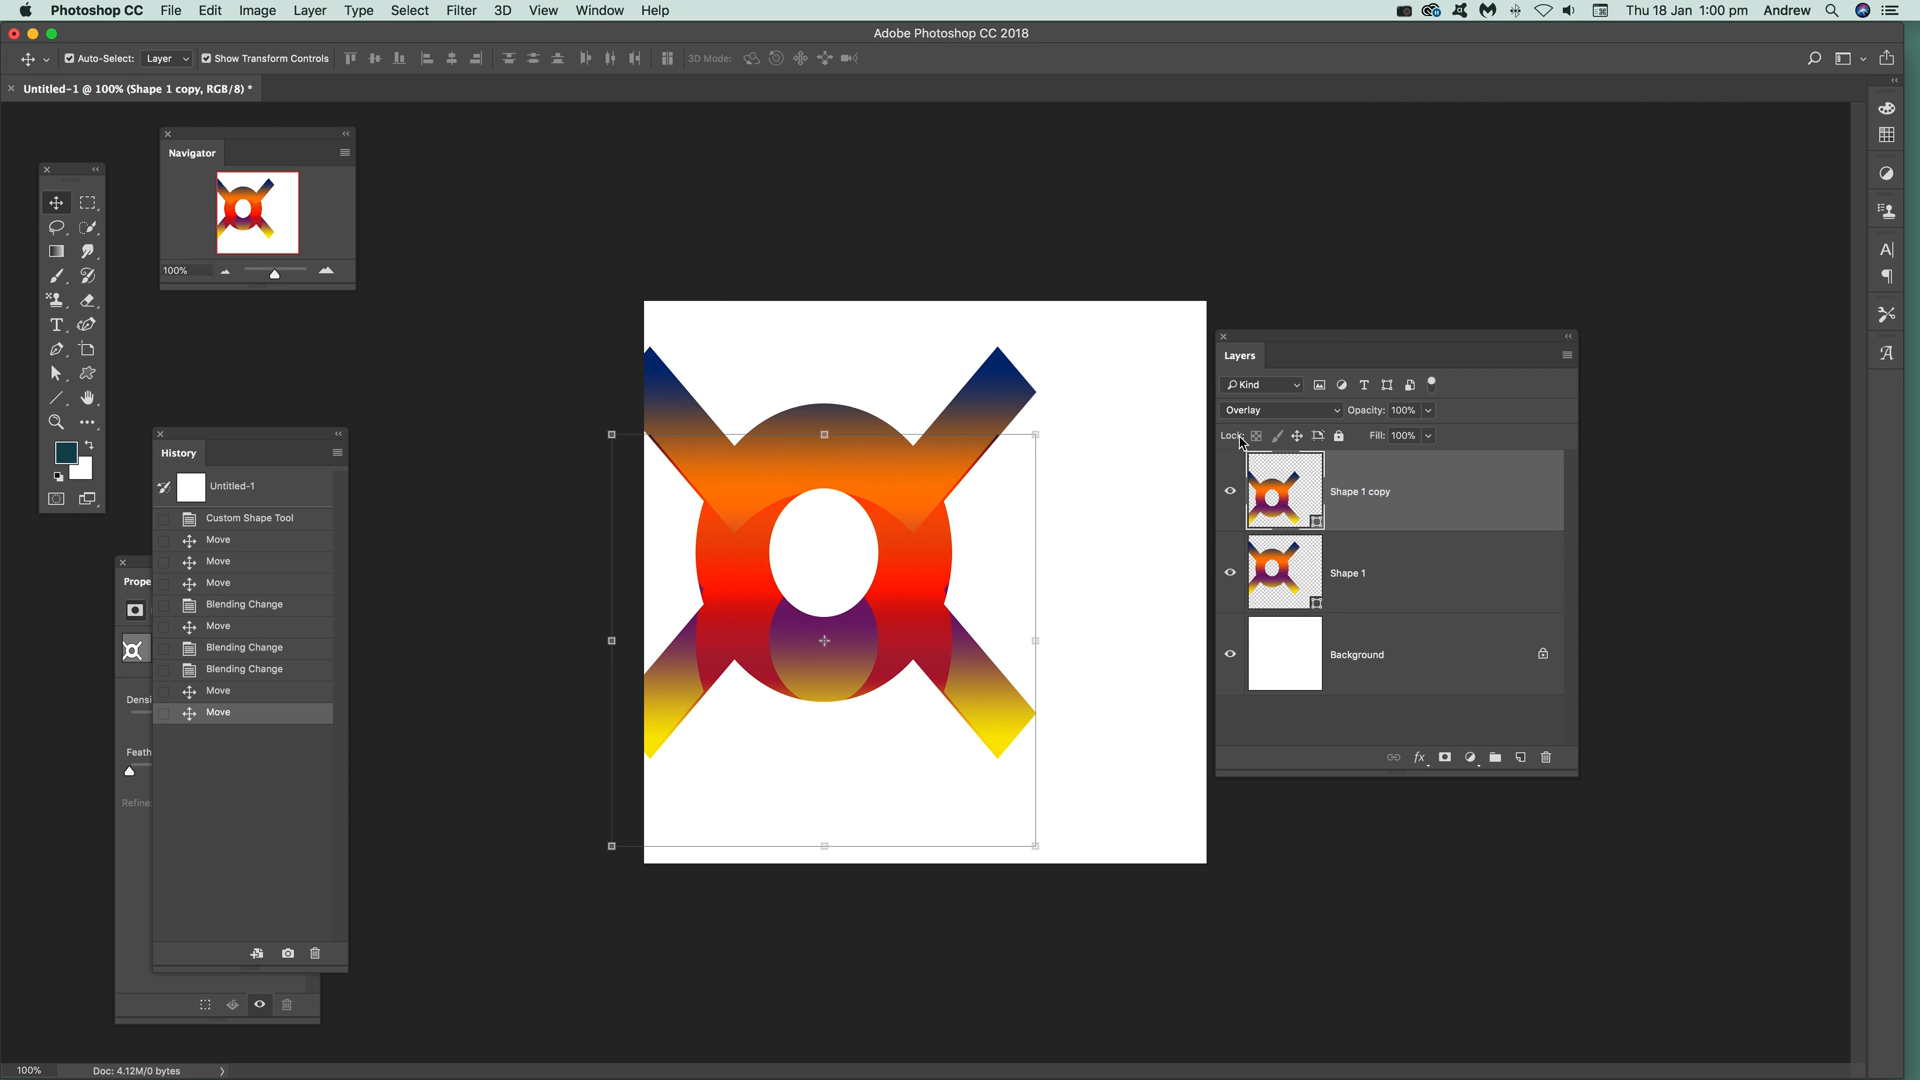 Photoshop CC File Edit Image Layer Type Select Filter 3D View Window Help Thu 18 Jan 1:00 pm Andrew
Adobe Photoshop CC 2018
Auto-Select: Layer Show Transform Controls 3D Mode:
Untitled-1 @ 100% (Shape 1 copy, RGB/8) *
Navigator
100%
Layers
Kind
Overlay Opacity: 100%
Lock: Fill: 100%
Shape 1 copy
Shape 1
Background
fx
History
Untitled-1
Custom Shape Tool
Move
Move
Move
Blending Change
Move
Blending Change
Blending Change
Move
Move
Prope
Densi
Feath
Refine:
100% Doc: 4.12M/0 bytes